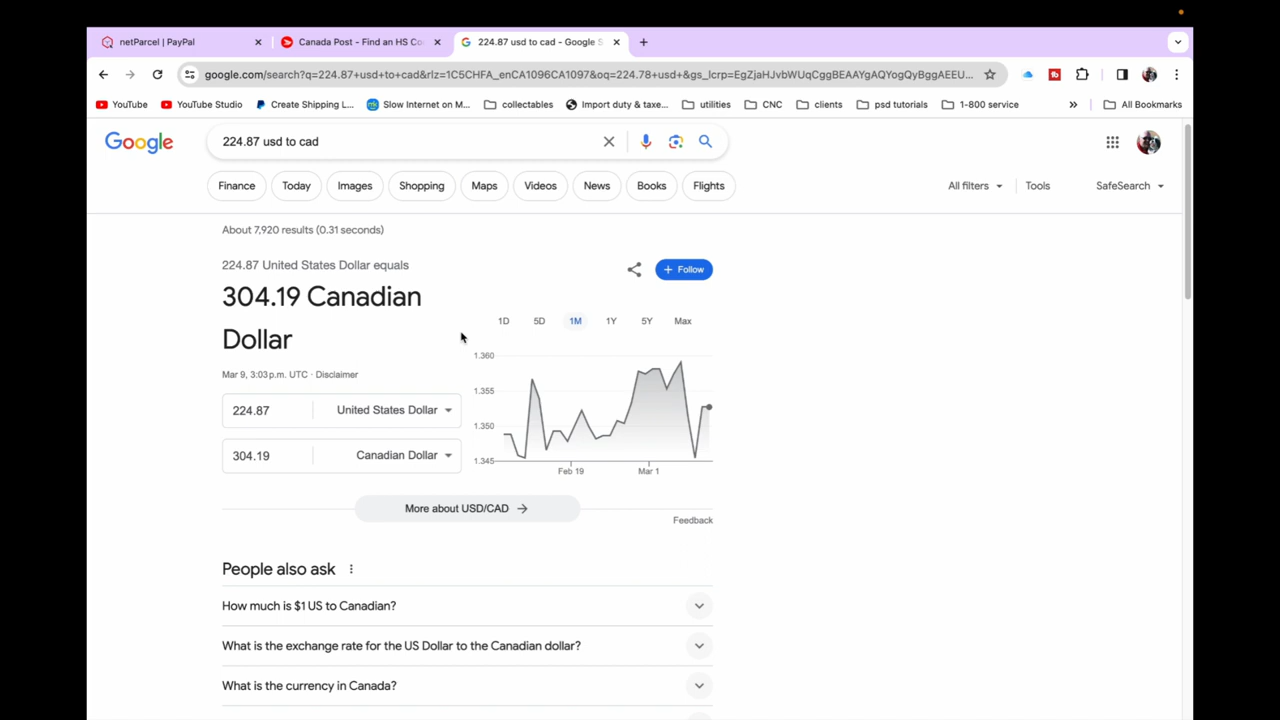 netParcel | PayPal
Canada Post - Find an HS Co
224.87 usd to cad - Google S
google.com/search?q=224.87+usd+to+cad&rlz=1C5CHFA_enCA1096CA1097&oq=224.78+usd+&gs_lcrp=EgZjaHJvbWUqCggBEAAYgAQYogQyBggAEEU...
YouTube
YouTube Studio
Create Shipping L...
Slow Internet on M...
collectables
Import duty & taxe...
utilities
CNC
clients
psd tutorials
1-800 service
»
All Bookmarks
Google
224.87 usd to cad
Finance
Today
Images
Shopping
Maps
Videos
News
Books
Flights
All filters
Tools
SafeSearch
About 7,920 results (0.31 seconds)
224.87 United States Dollar equals
304.19 Canadian
Dollar
Follow
Mar 9, 3:03 p.m. UTC · Disclaimer
224.87
United States Dollar
304.19
Canadian Dollar
1D
5D
1M
1Y
5Y
Max
1.360
1.355
1.350
1.345
Feb 19
Mar 1
More about USD/CAD
Feedback
People also ask
How much is $1 US to Canadian?
What is the exchange rate for the US Dollar to the Canadian dollar?
What is the currency in Canada?